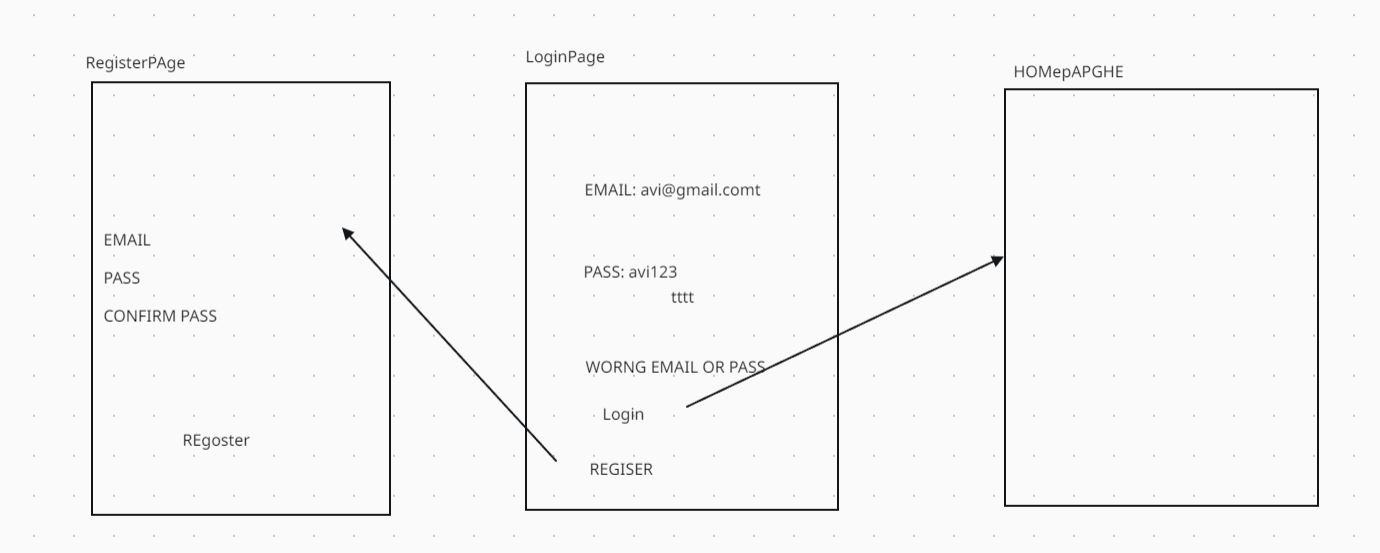 RegisterPAge
EMAIL
PASS
CONFIRM PASS
REgoster
LoginPage
EMAIL: avi@gmail.comt
PASS: avi123
tttt
WORNG EMAIL OR PASS
Login
REGISER
HOMepAPGHE